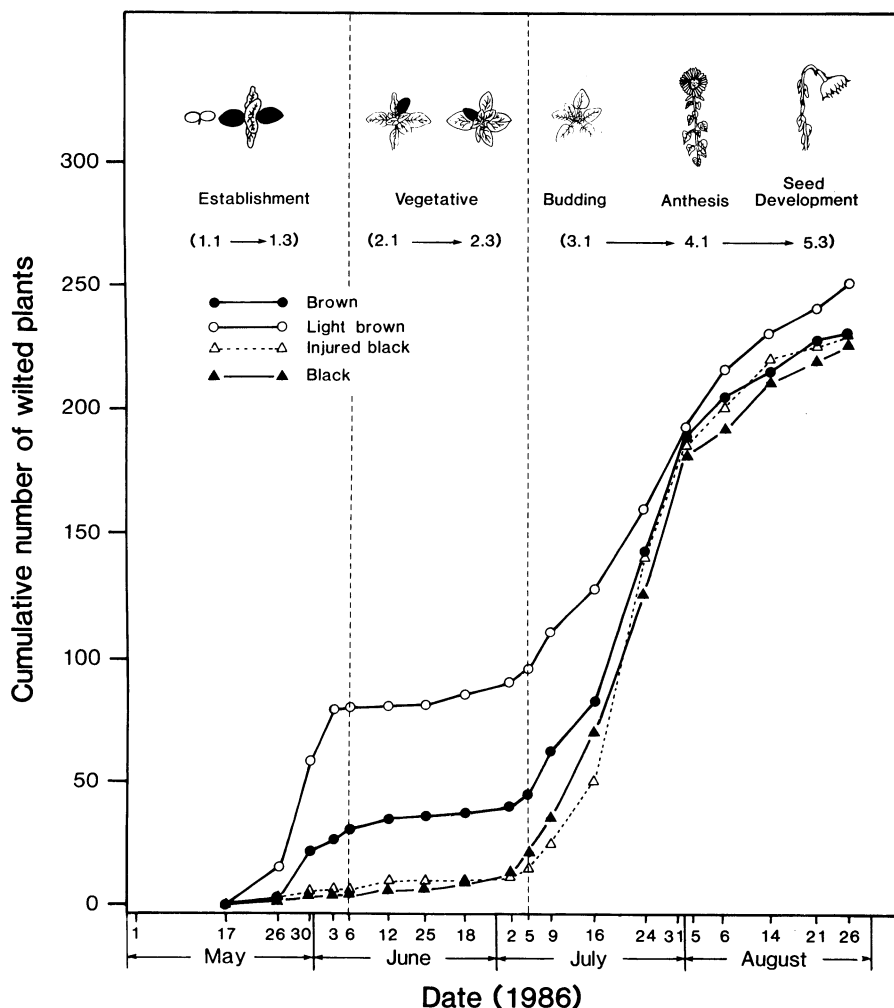 300
250
200
150
100
50
0
Cumulative number of wilted plants
Establishment
(1.1 → 1.3)
Vegetative
(2.1 → 2.3)
Budding
Anthesis
Seed
Development
(3.1 → 4.1 → 5.3)
Brown
Light brown
Injured black
Black
1 17 26 30 3 6 12 25 18 2 5 9 16 24 31 5 6 14 21 26
May June July August
Date (1986)